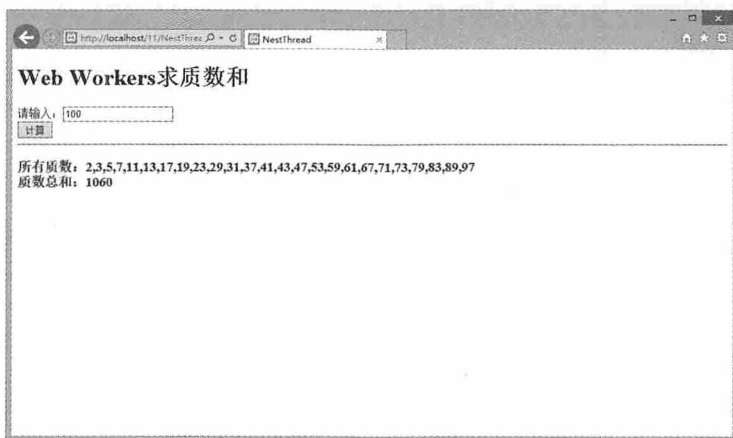 http://localhost/11/NestThrea
NestThread
Web Workers求质数和
请输入：100
计算
所有质数：2,3,5,7,11,13,17,19,23,29,31,37,41,43,47,53,59,61,67,71,73,79,83,89,97
质数总和：1060